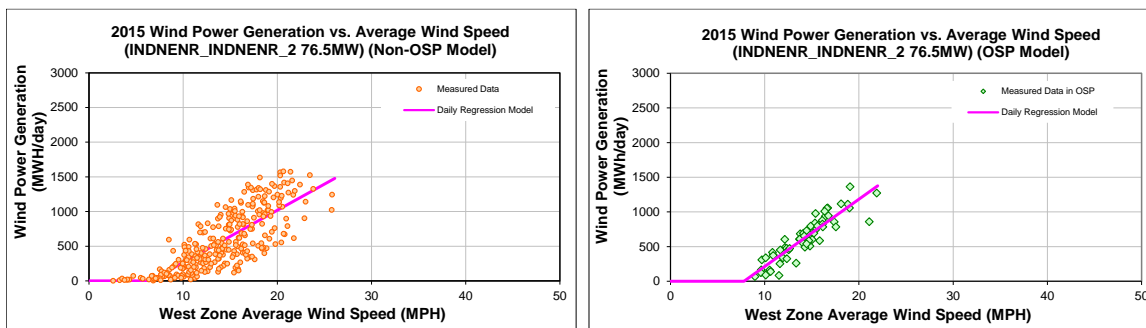 2015 Wind Power Generation vs. Average Wind Speed
(INDNENR_INDNENR_2 76.5MW) (Non-OSP Model)
Wind Power Generation
(MWH/day)
3000
2500
2000
1500
1000
500
0
Measured Data
Daily Regression Model
0 10 20 30 40 50
West Zone Average Wind Speed (MPH)
2015 Wind Power Generation vs. Average Wind Speed
(INDNENR_INDNENR_2 76.5MW) (OSP Model)
Wind Power Generation
(MWh/day)
3000
2500
2000
1500
1000
500
0
Measured Data in OSP
Daily Regression Model
0 10 20 30 40 50
West Zone Average Wind Speed (MPH)